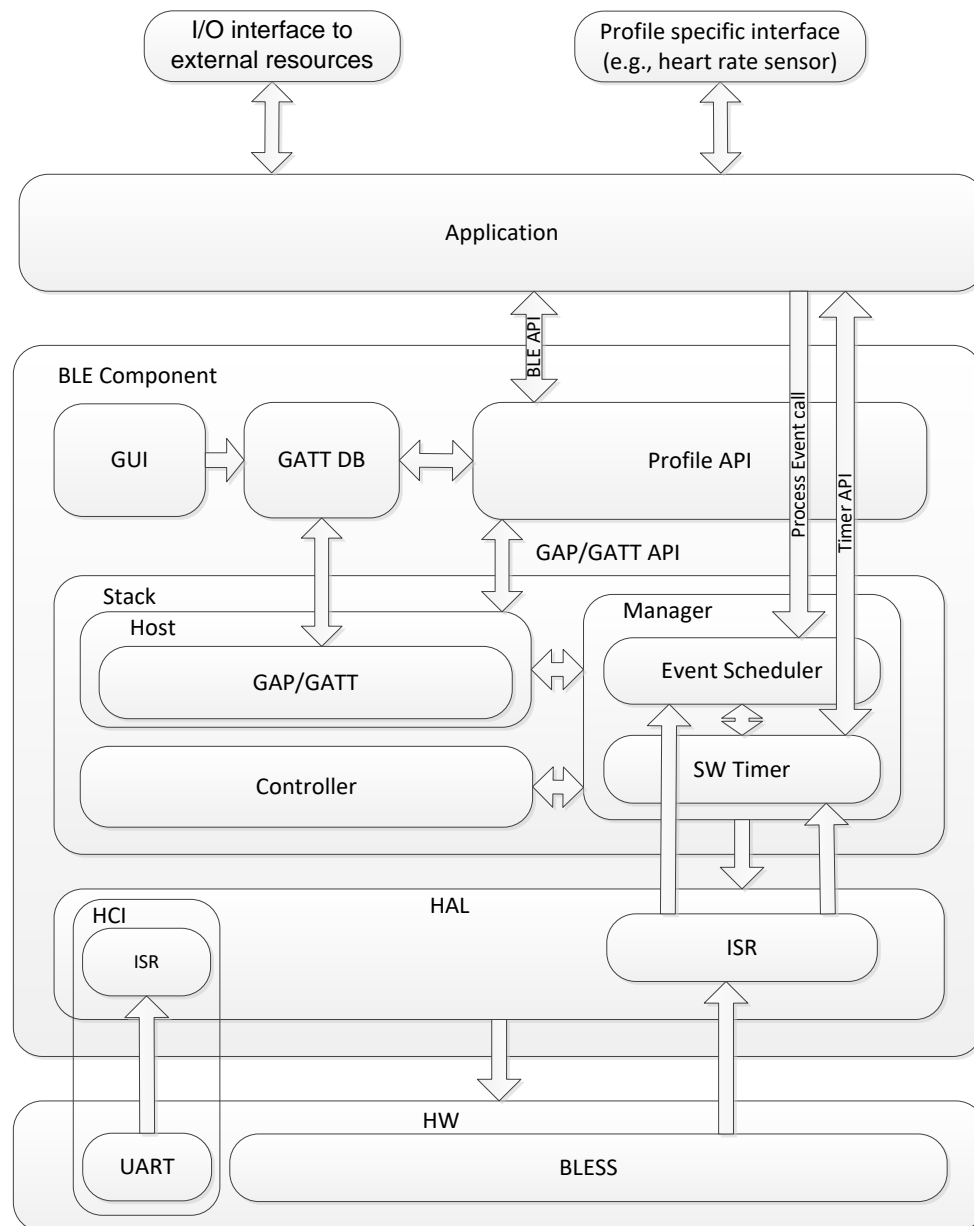 I/O interface to
external resources
Profile specific interface
(e.g., heart rate sensor)
Application
BLE API
Process Event call
Timer API
BLE Component
GUI
GATT DB
Profile API
GAP/GATT API
Stack
Host
GAP/GATT
Manager
Event Scheduler
SW Timer
Controller
HAL
HCI
ISR
ISR
HW
UART
BLESS